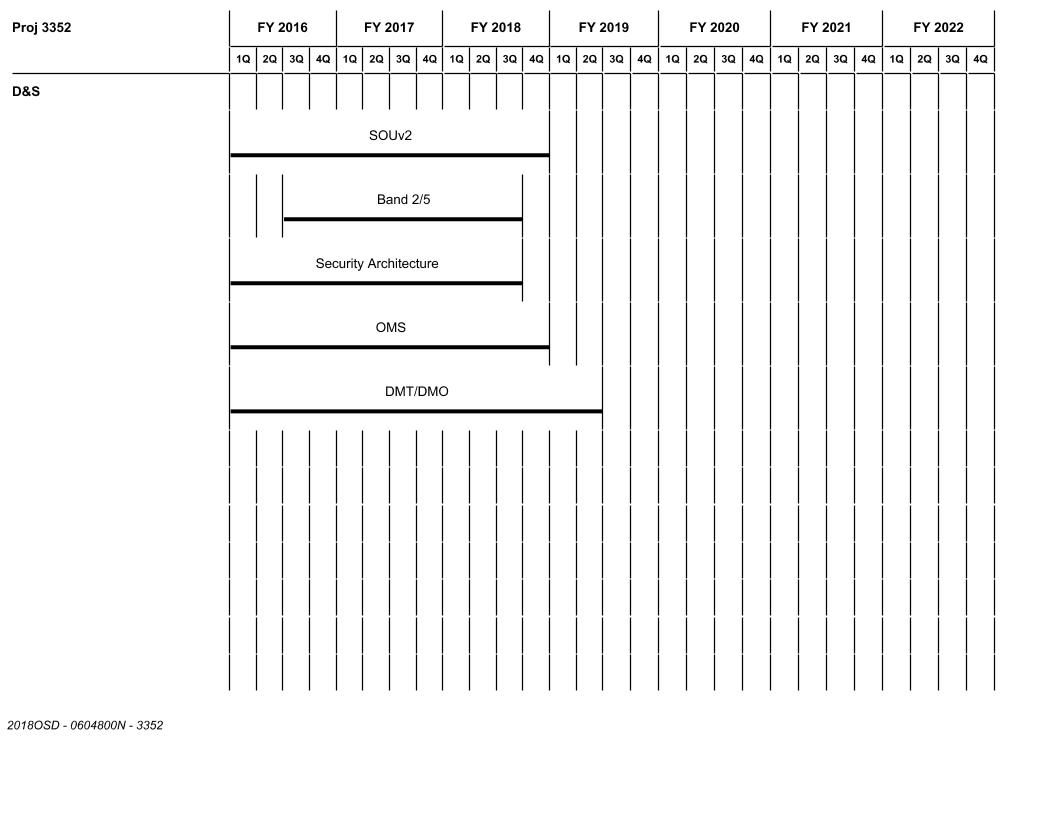 Proj 3352 FY 2016 FY 2017 FY 2018 FY 2019 FY 2020 FY 2021 FY 2022
1Q 2Q 3Q 4Q 1Q 2Q 3Q 4Q 1Q 2Q 3Q 4Q 1Q 2Q 3Q 4Q 1Q 2Q 3Q 4Q 1Q 2Q 3Q 4Q 1Q 2Q 3Q 4Q
D&S
SOUv2
Band 2/5
Security Architecture
OMS
DMT/DMO
2018OSD - 0604800N - 3352